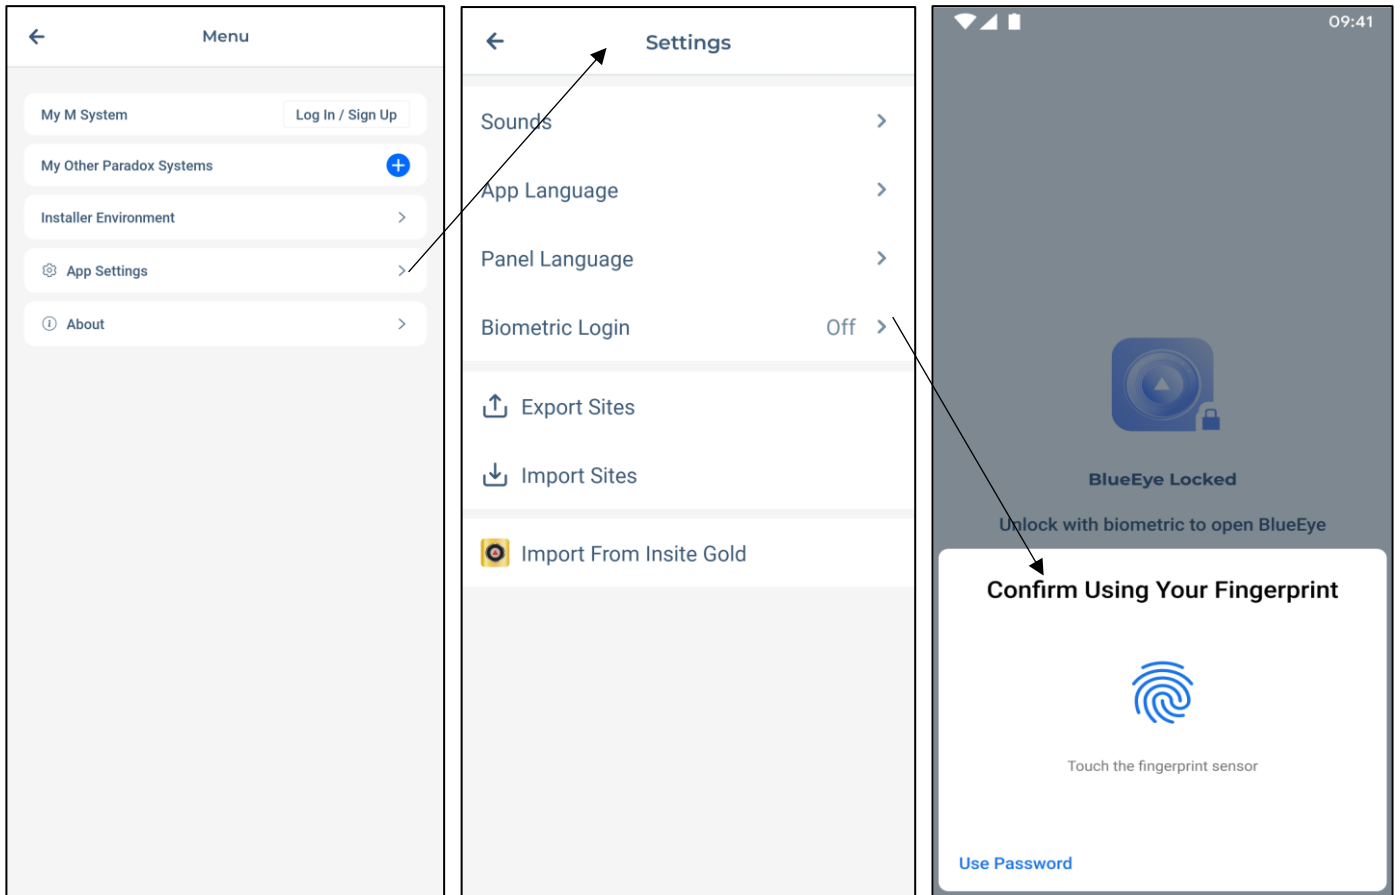 Menu
My M System
Log In / Sign Up
My Other Paradox Systems
Installer Environment
App Settings
About
Settings
Sounds
App Language
Panel Language
Biometric Login Off
Export Sites
Import Sites
Import From Insite Gold
09:41
BlueEye Locked
Unlock with biometric to open BlueEye
Confirm Using Your Fingerprint
Touch the fingerprint sensor
Use Password